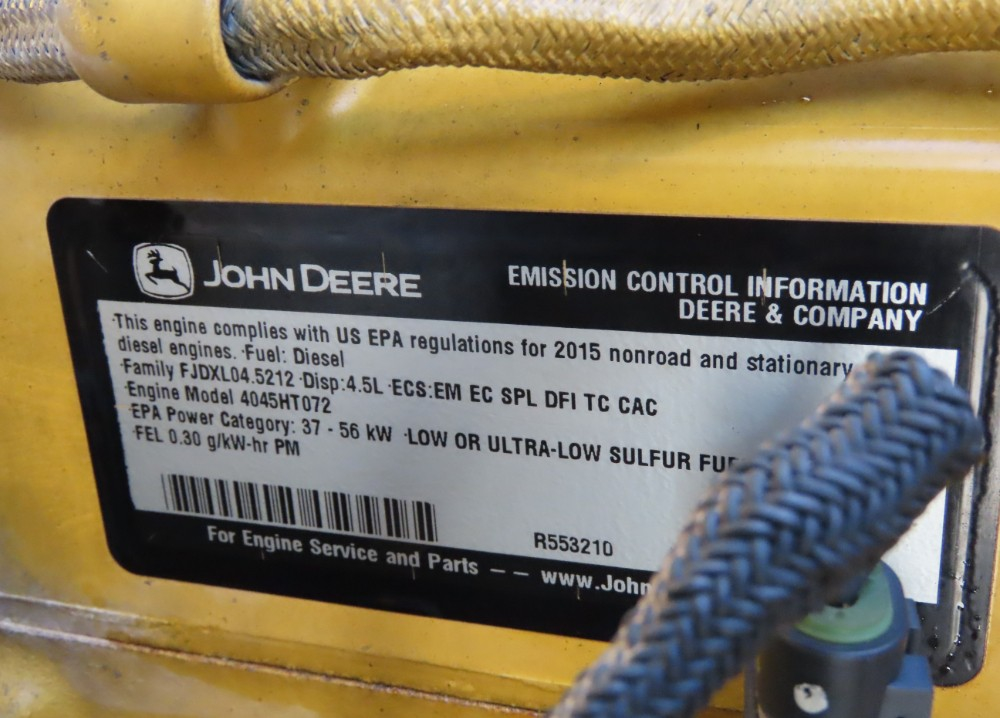 JOHN DEERE
EMISSION CONTROL INFORMATION
DEERE & COMPANY
·This engine complies with US EPA regulations for 2015 nonroad and stationary
diesel engines. ·Fuel: Diesel
·Family FJDXL04.5212 ·Disp:4.5L ·ECS:EM EC SPL DFI TC CAC
·Engine Model 4045HT072
·EPA Power Category: 37 - 56 kW ·LOW OR ULTRA-LOW SULFUR
·FEL 0.30 g/kW-hr PM
R553210
For Engine Service and Parts – – www.John